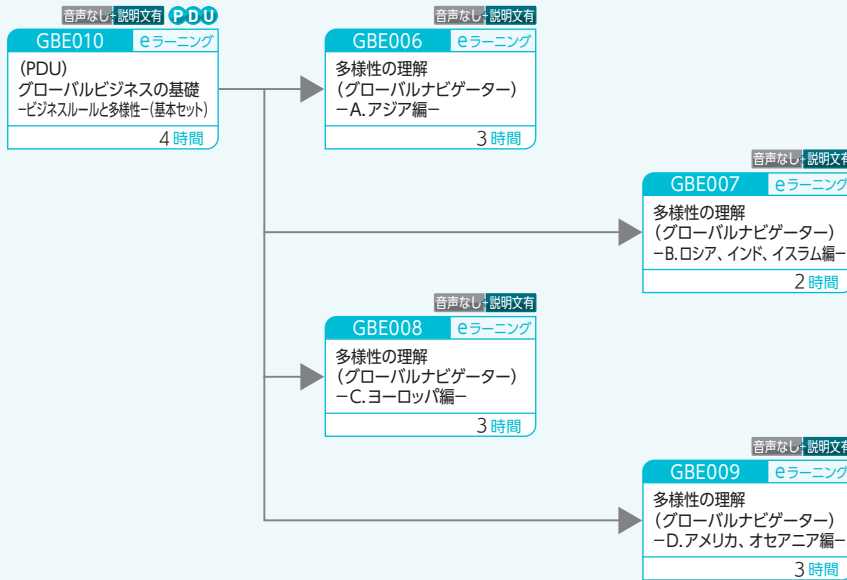 音声なし+説明文有 PDU
GBE010 eラーニング
(PDU)
グローバルビジネスの基礎
−ビジネスルールと多様性−(基本セット)
4時間
音声なし+説明文有
GBE006 eラーニング
多様性の理解
(グローバルナビゲーター)
−A.アジア編−
3時間
音声なし+説明文有
GBE007 eラーニング
多様性の理解
(グローバルナビゲーター)
−B.ロシア、インド、イスラム編−
2時間
音声なし+説明文有
GBE008 eラーニング
多様性の理解
(グローバルナビゲーター)
−C.ヨーロッパ編−
3時間
音声なし+説明文有
GBE009 eラーニング
多様性の理解
(グローバルナビゲーター)
−D.アメリカ、オセアニア編−
3時間